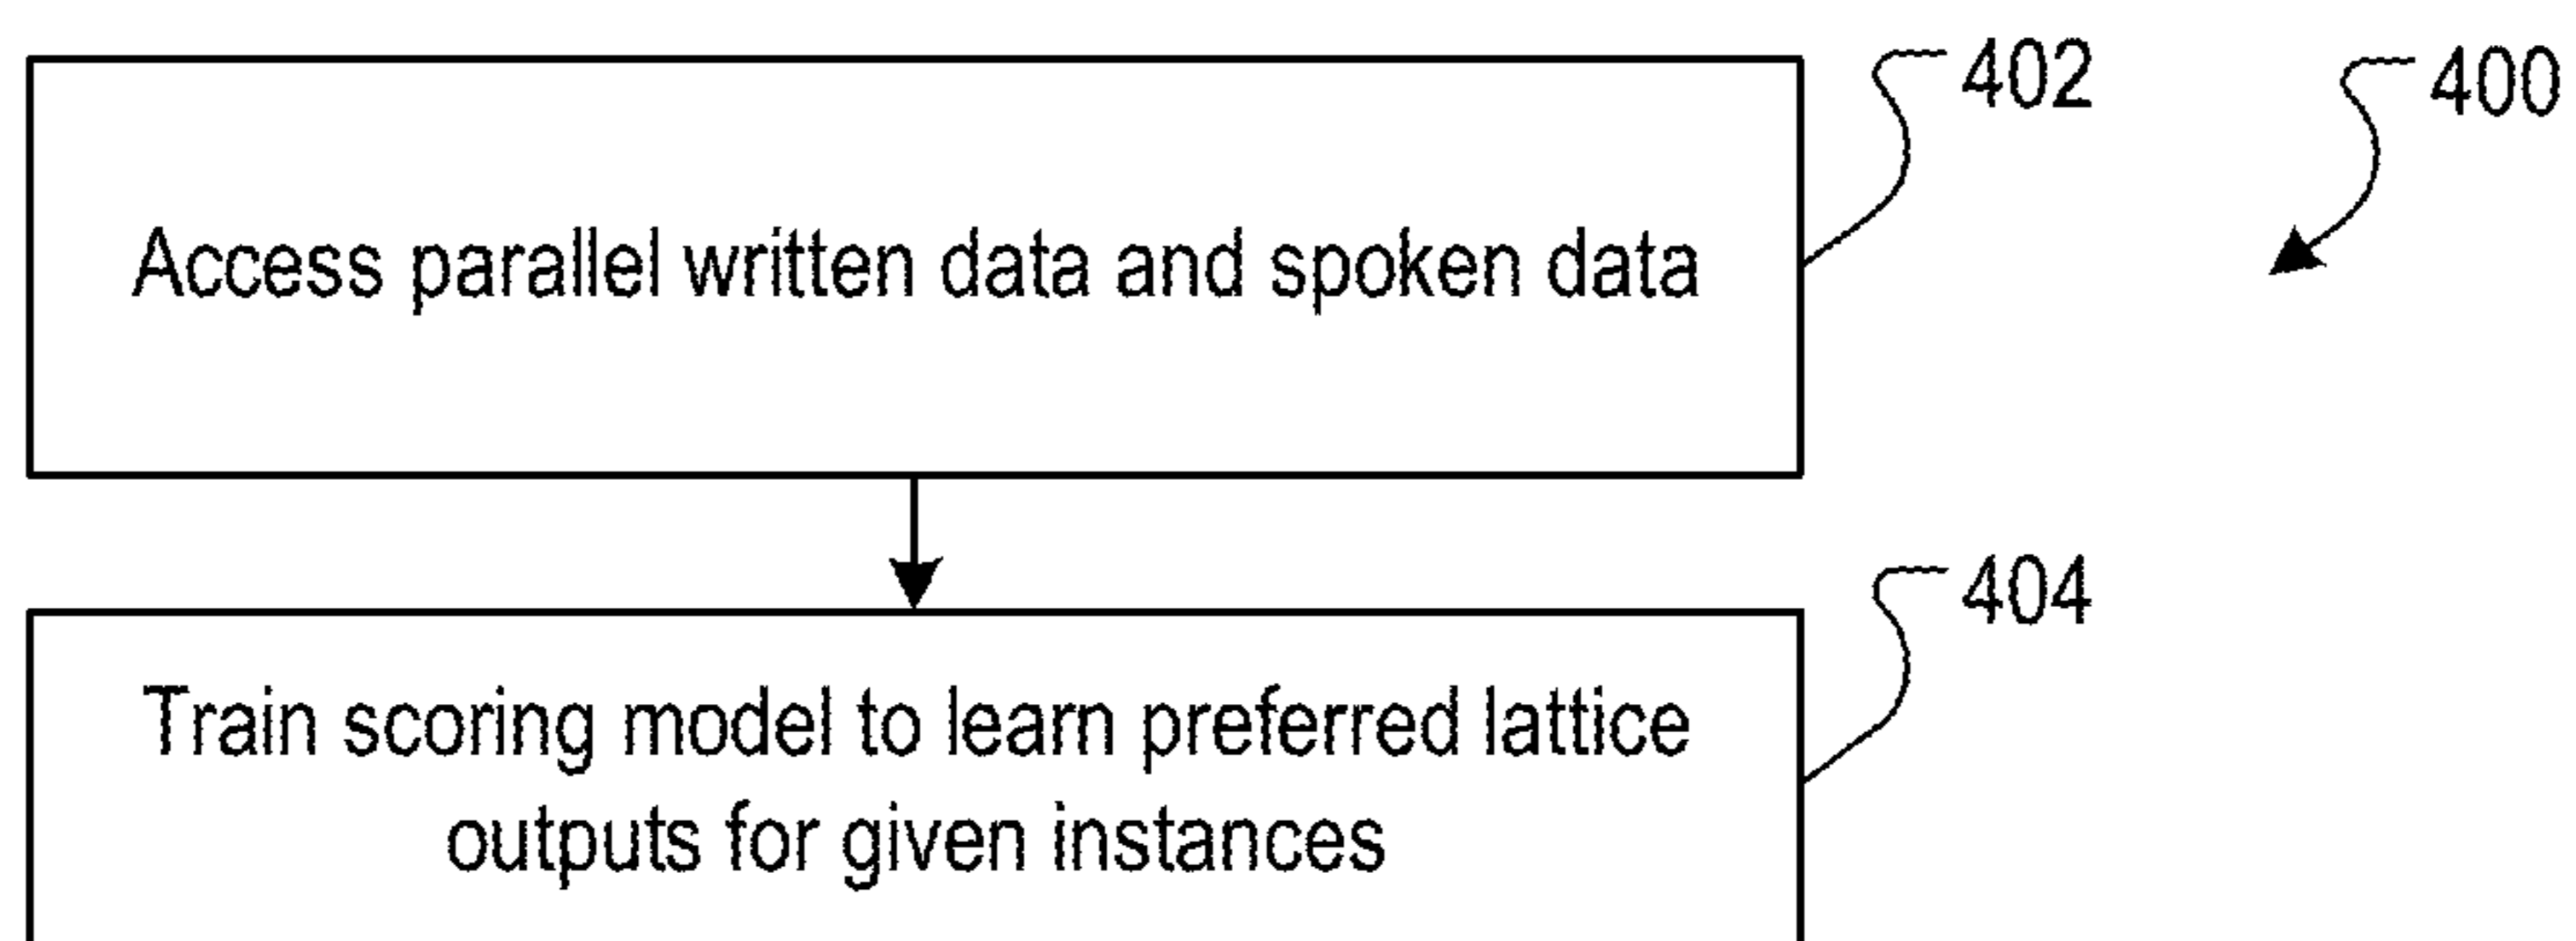 402
400
Access parallel written data and spoken data
404
Train scoring model to learn preferred lattice
outputs for given instances